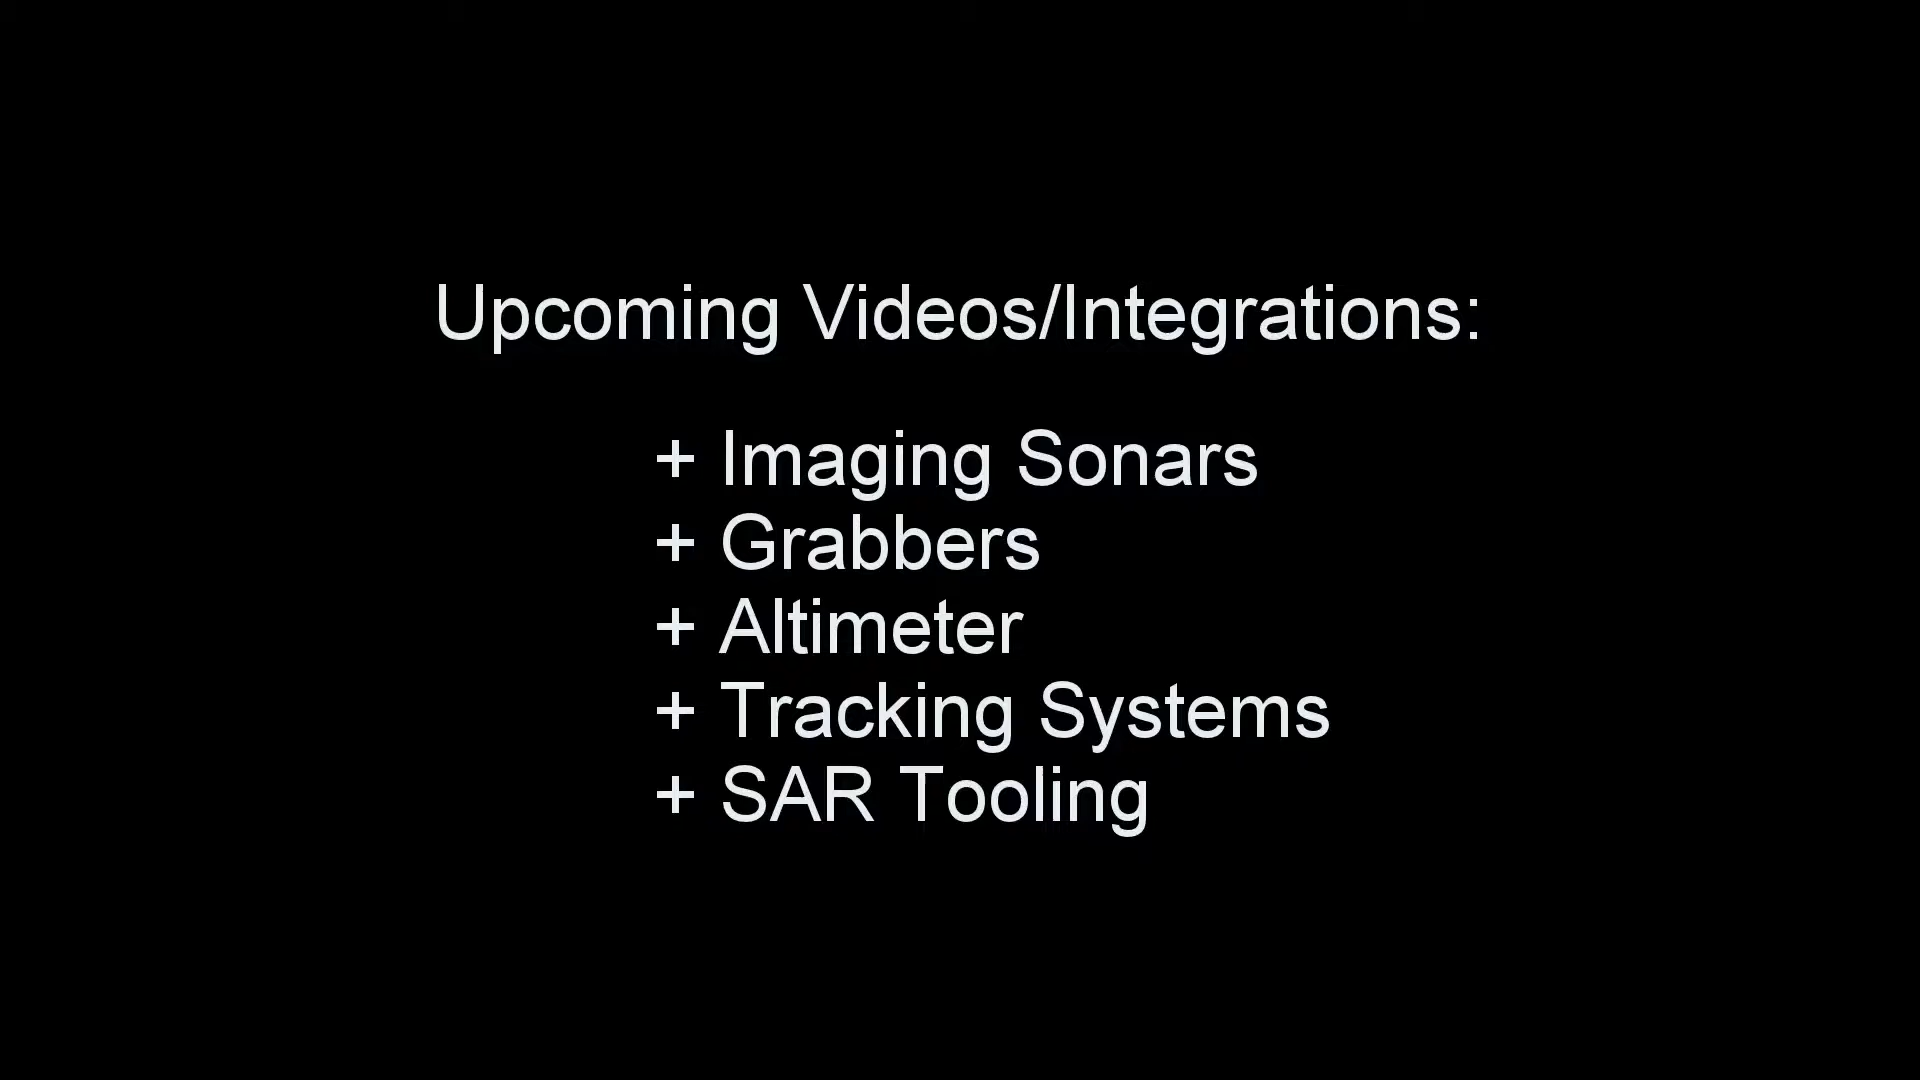 Upcoming Videos/Integrations:
+ Imaging Sonars
+ Grabbers
+ Altimeter
+ Tracking Systems
+ SAR Tooling